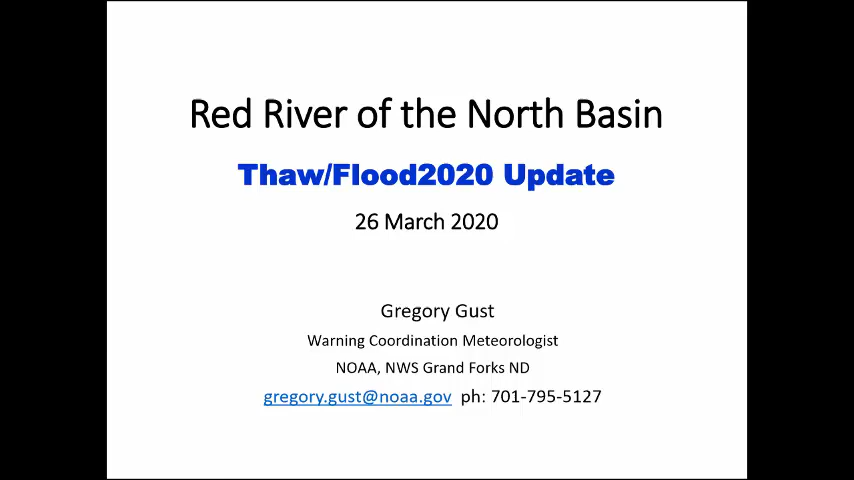 Red River of the North Basin
Thaw/Flood2020 Update
26 March 2020
Gregory Gust
Warning Coordination Meteorologist
NOAA, NWS Grand Forks ND
gregory.gust@noaa.gov ph: 701-795-5127